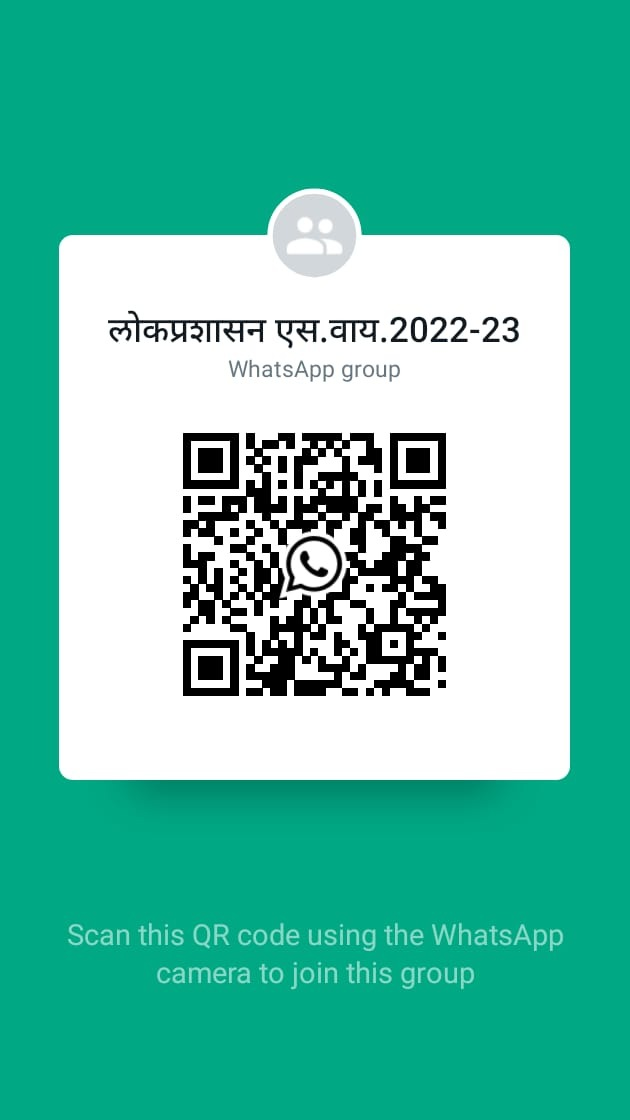 लोकप्रशासन एस.वाय.2022-23
WhatsApp group
Scan this QR code using the WhatsApp
camera to join this group